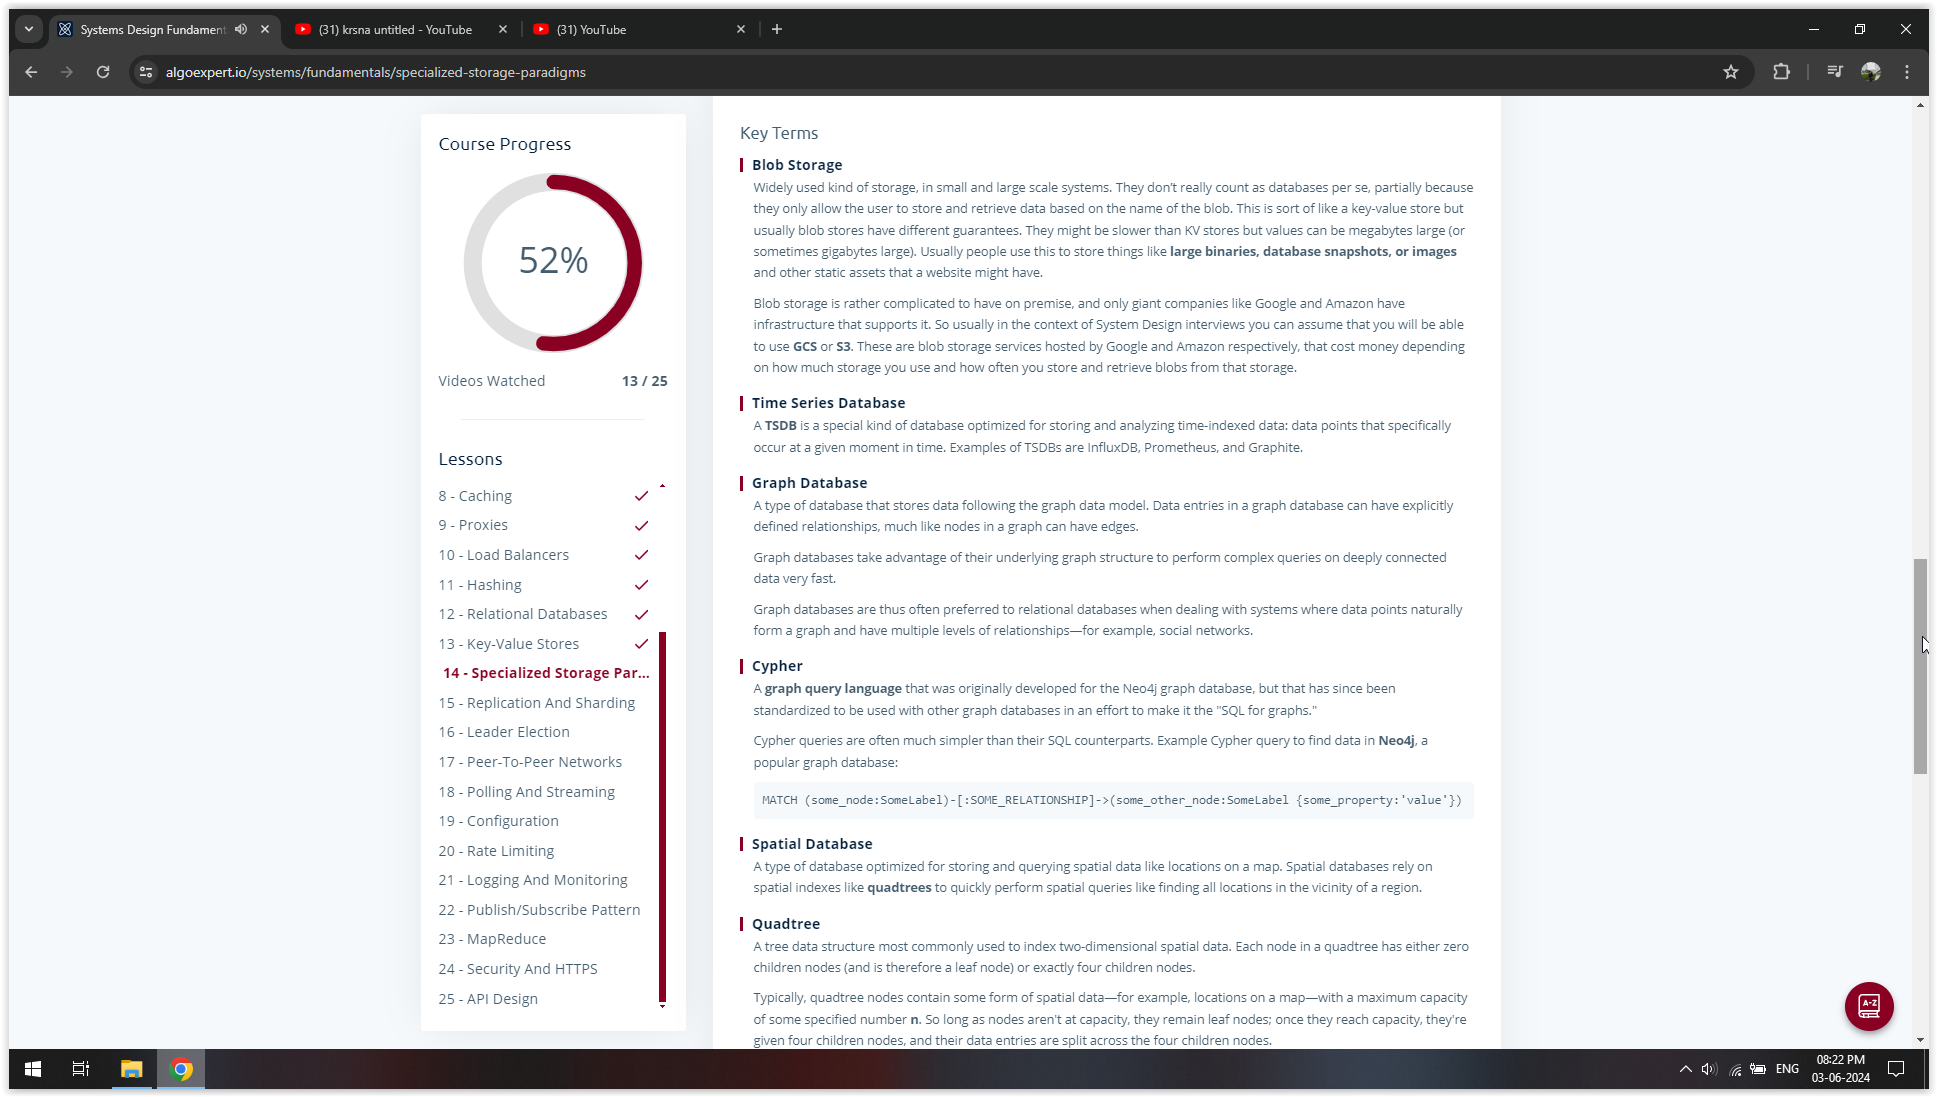 Systems Design Fundament
(31) krsna untitled - YouTube
(31) YouTube
algoexpert.io/systems/fundamentals/specialized-storage-paradigms
Course Progress
52%
Videos Watched 13 / 25
Lessons
8 - Caching
9 - Proxies
10 - Load Balancers
11 - Hashing
12 - Relational Databases
13 - Key-Value Stores
14 - Specialized Storage Par...
15 - Replication And Sharding
16 - Leader Election
17 - Peer-To-Peer Networks
18 - Polling And Streaming
19 - Configuration
20 - Rate Limiting
21 - Logging And Monitoring
22 - Publish/Subscribe Pattern
23 - MapReduce
24 - Security And HTTPS
25 - API Design
Key Terms
Blob Storage
Widely used kind of storage, in small and large scale systems. They don't really count as databases per se, partially because
they only allow the user to store and retrieve data based on the name of the blob. This is sort of like a key-value store but
usually blob stores have different guarantees. They might be slower than KV stores but values can be megabytes large (or
sometimes gigabytes large). Usually people use this to store things like large binaries, database snapshots, or images
and other static assets that a website might have.
Blob storage is rather complicated to have on premise, and only giant companies like Google and Amazon have
infrastructure that supports it. So usually in the context of System Design interviews you can assume that you will be able
to use GCS or S3. These are blob storage services hosted by Google and Amazon respectively, that cost money depending
on how much storage you use and how often you store and retrieve blobs from that storage.
Time Series Database
A TSDB is a special kind of database optimized for storing and analyzing time-indexed data: data points that specifically
occur at a given moment in time. Examples of TSDBs are InfluxDB, Prometheus, and Graphite.
Graph Database
A type of database that stores data following the graph data model. Data entries in a graph database can have explicitly
defined relationships, much like nodes in a graph can have edges.
Graph databases take advantage of their underlying graph structure to perform complex queries on deeply connected
data very fast.
Graph databases are thus often preferred to relational databases when dealing with systems where data points naturally
form a graph and have multiple levels of relationships—for example, social networks.
Cypher
A graph query language that was originally developed for the Neo4j graph database, but that has since been
standardized to be used with other graph databases in an effort to make it the "SQL for graphs."
Cypher queries are often much simpler than their SQL counterparts. Example Cypher query to find data in Neo4j, a
popular graph database:
MATCH (some_node:SomeLabel)-[:SOME_RELATIONSHIP]->(some_other_node:SomeLabel {some_property:'value'})
Spatial Database
A type of database optimized for storing and querying spatial data like locations on a map. Spatial databases rely on
spatial indexes like quadtrees to quickly perform spatial queries like finding all locations in the vicinity of a region.
Quadtree
A tree data structure most commonly used to index two-dimensional spatial data. Each node in a quadtree has either zero
children nodes (and is therefore a leaf node) or exactly four children nodes.
Typically, quadtree nodes contain some form of spatial data—for example, locations on a map—with a maximum capacity
of some specified number n. So long as nodes aren't at capacity, they remain leaf nodes; once they reach capacity, they're
given four children nodes, and their data entries are split across the four children nodes.
A-Z
ENG
08:22 PM
03-06-2024